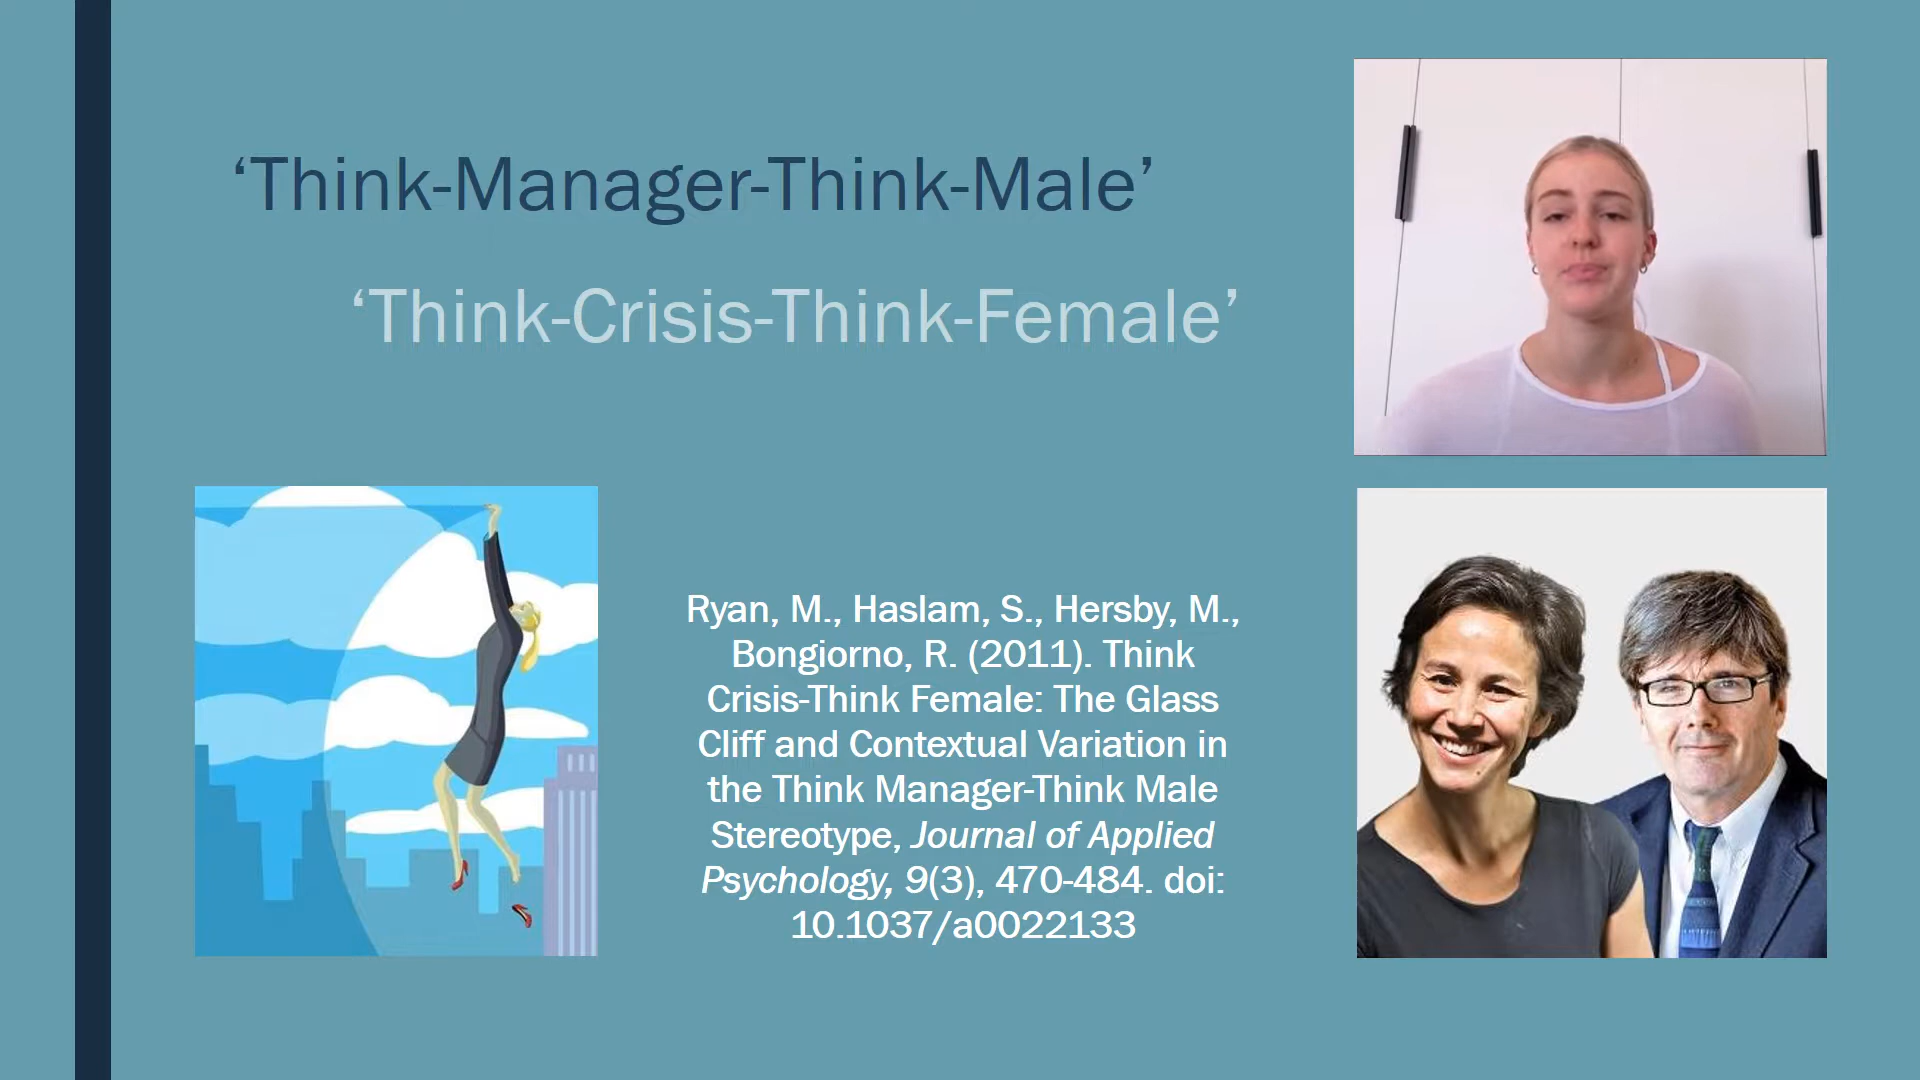 ‘Think-Manager-Think-Male’
‘Think-Crisis-Think-Female’
Ryan, M., Haslam, S., Hersby, M.,
Bongiorno, R. (2011). Think
Crisis-Think Female: The Glass
Cliff and Contextual Variation in
the Think Manager-Think Male
Stereotype, Journal of Applied
Psychology, 9(3), 470-484. doi:
10.1037/a0022133